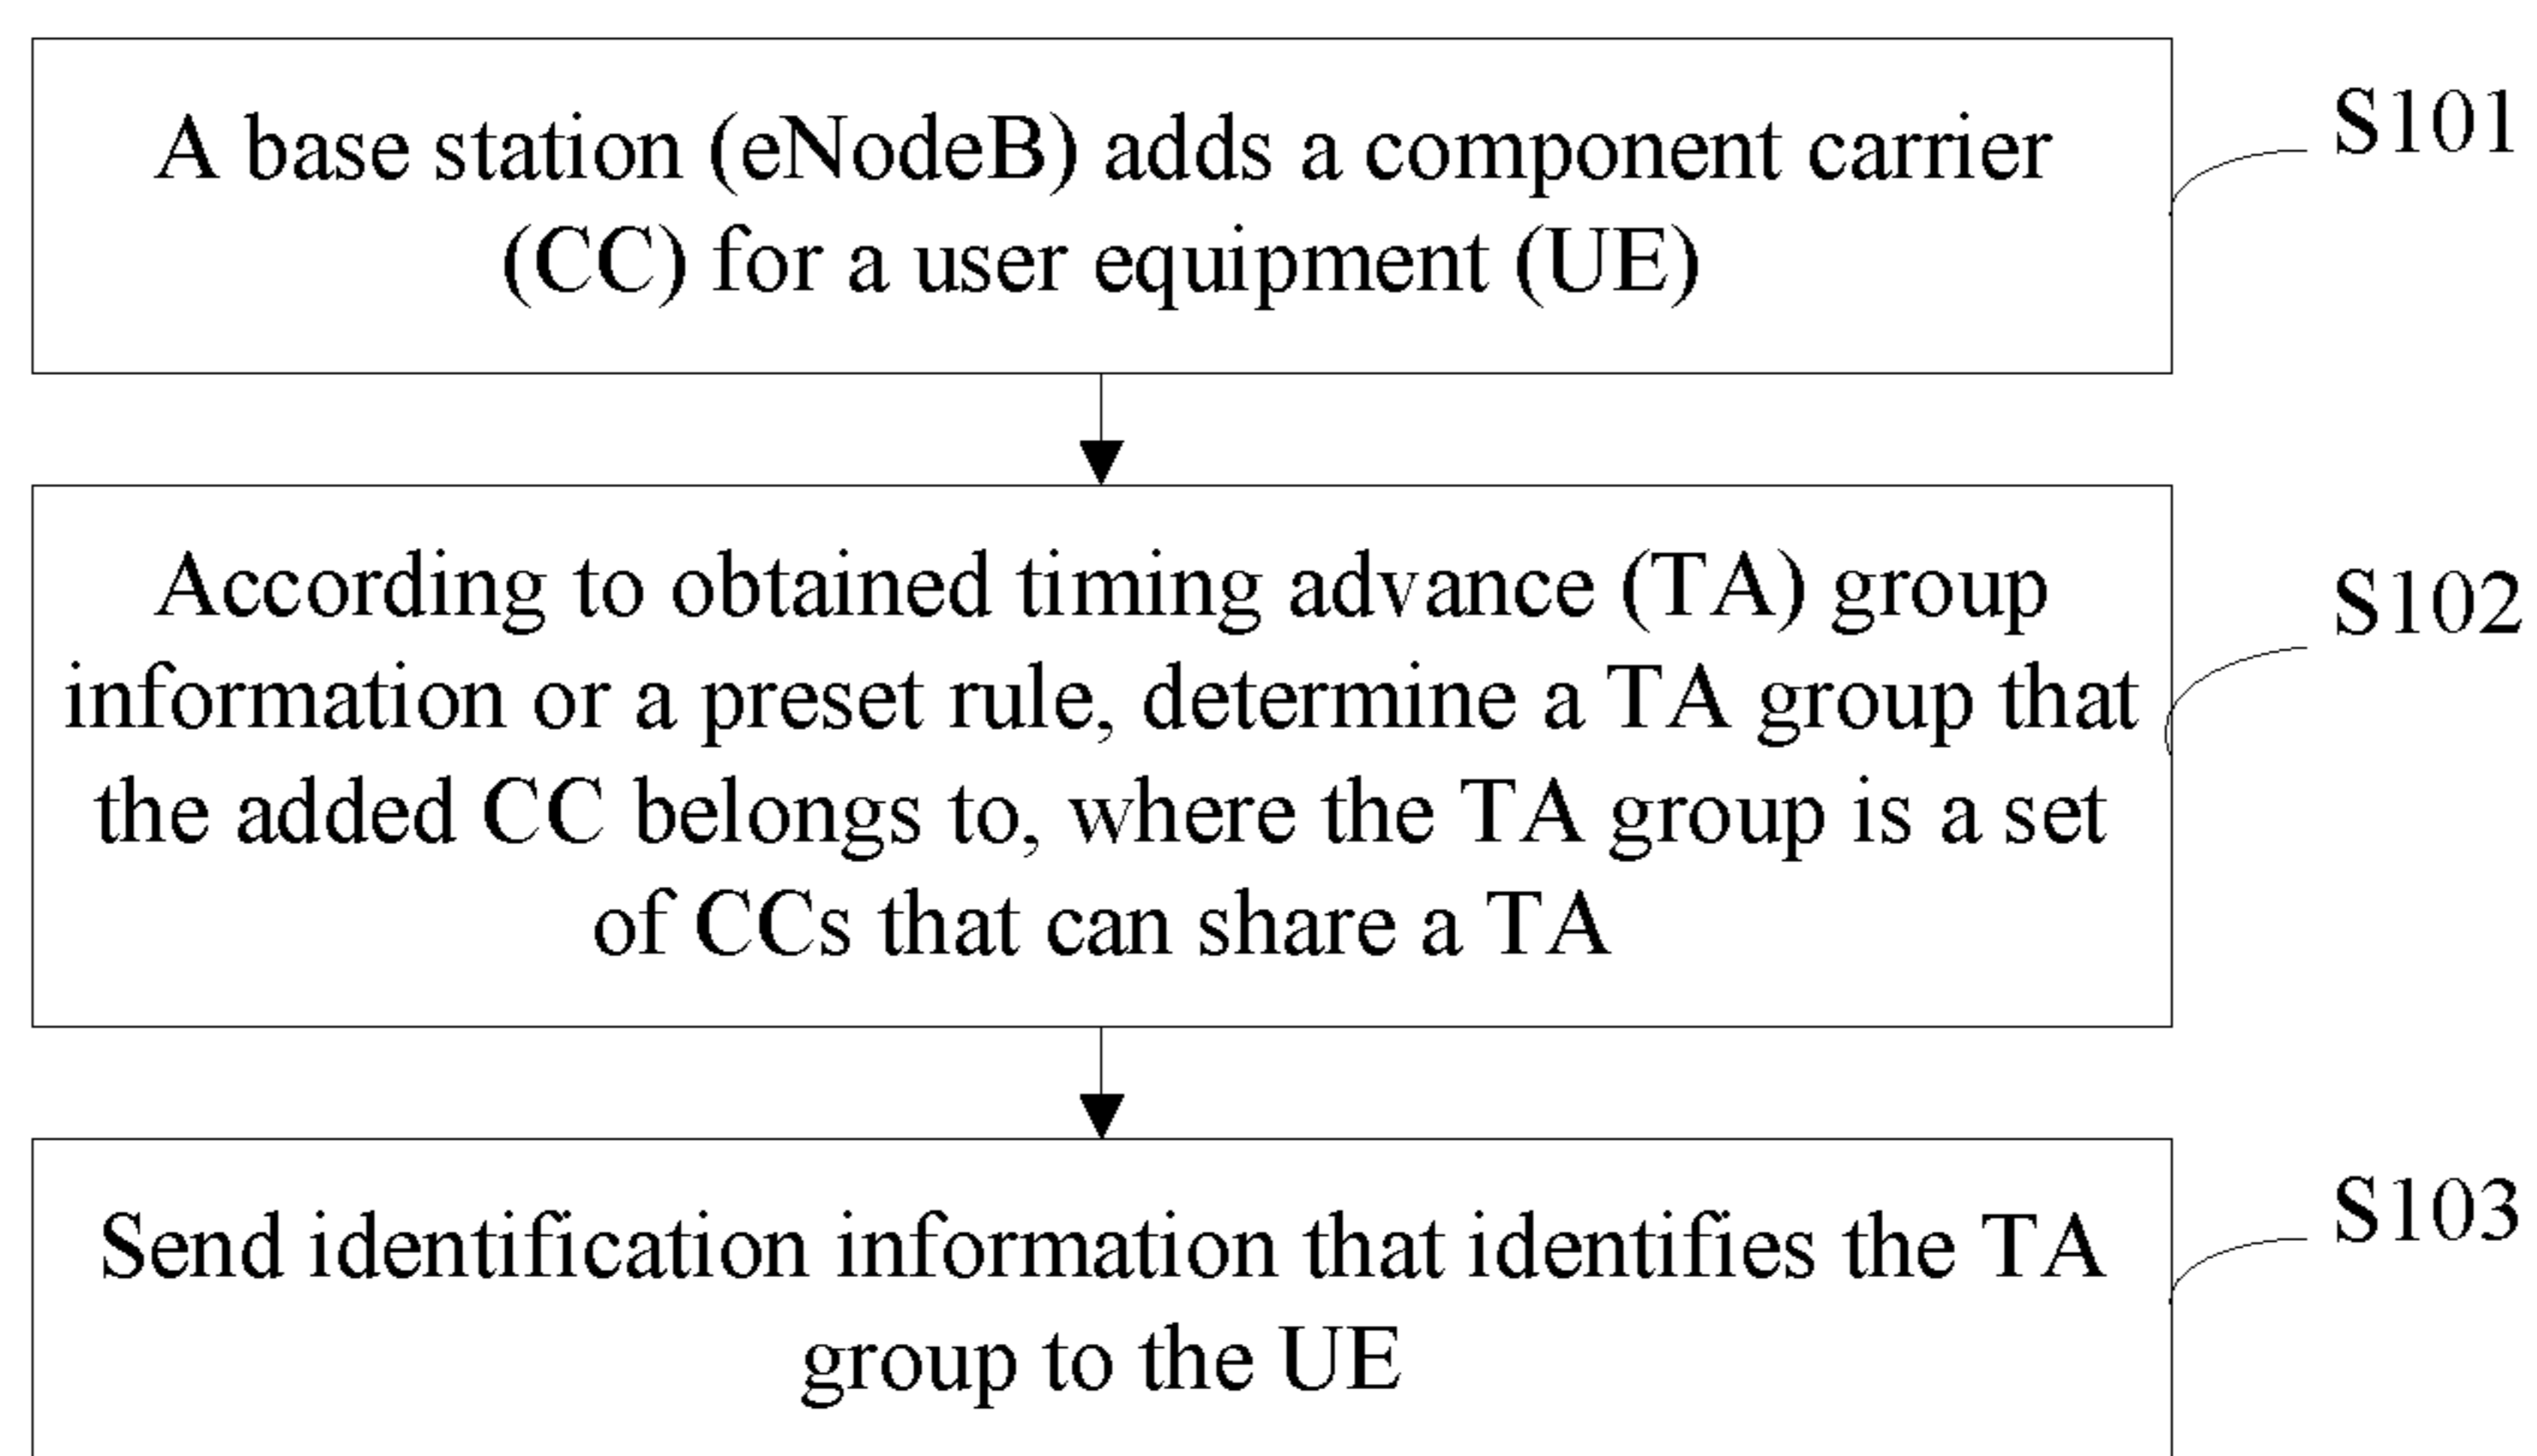 A base station (eNodeB) adds a component carrier
(CC) for a user equipment (UE)
S101
According to obtained timing advance (TA) group
information or a preset rule, determine a TA group that
the added CC belongs to, where the TA group is a set
of CCs that can share a TA
S102
Send identification information that identifies the TA
group to the UE
S103